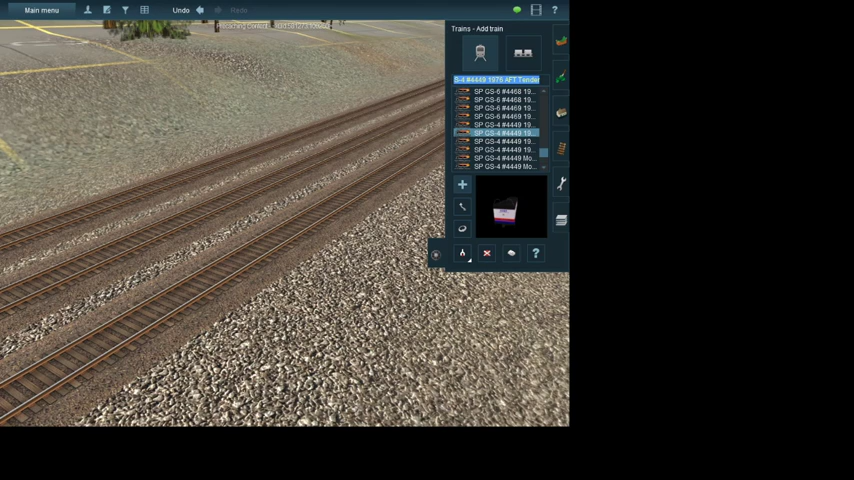 Main menu
Undo
Redo
Trains - Add train
S-4 #4449 1976 AFT Tender
SP GS-6 #4468 19...
SP GS-6 #4468 19...
SP GS-6 #4469 19...
SP GS-6 #4469 19...
SP GS-4 #4449 19...
SP GS-4 #4449 19...
SP GS-4 #4449 19...
SP GS-4 #4449 19...
SP GS-4 #4449 Mo...
SP GS-4 #4449 Mo...